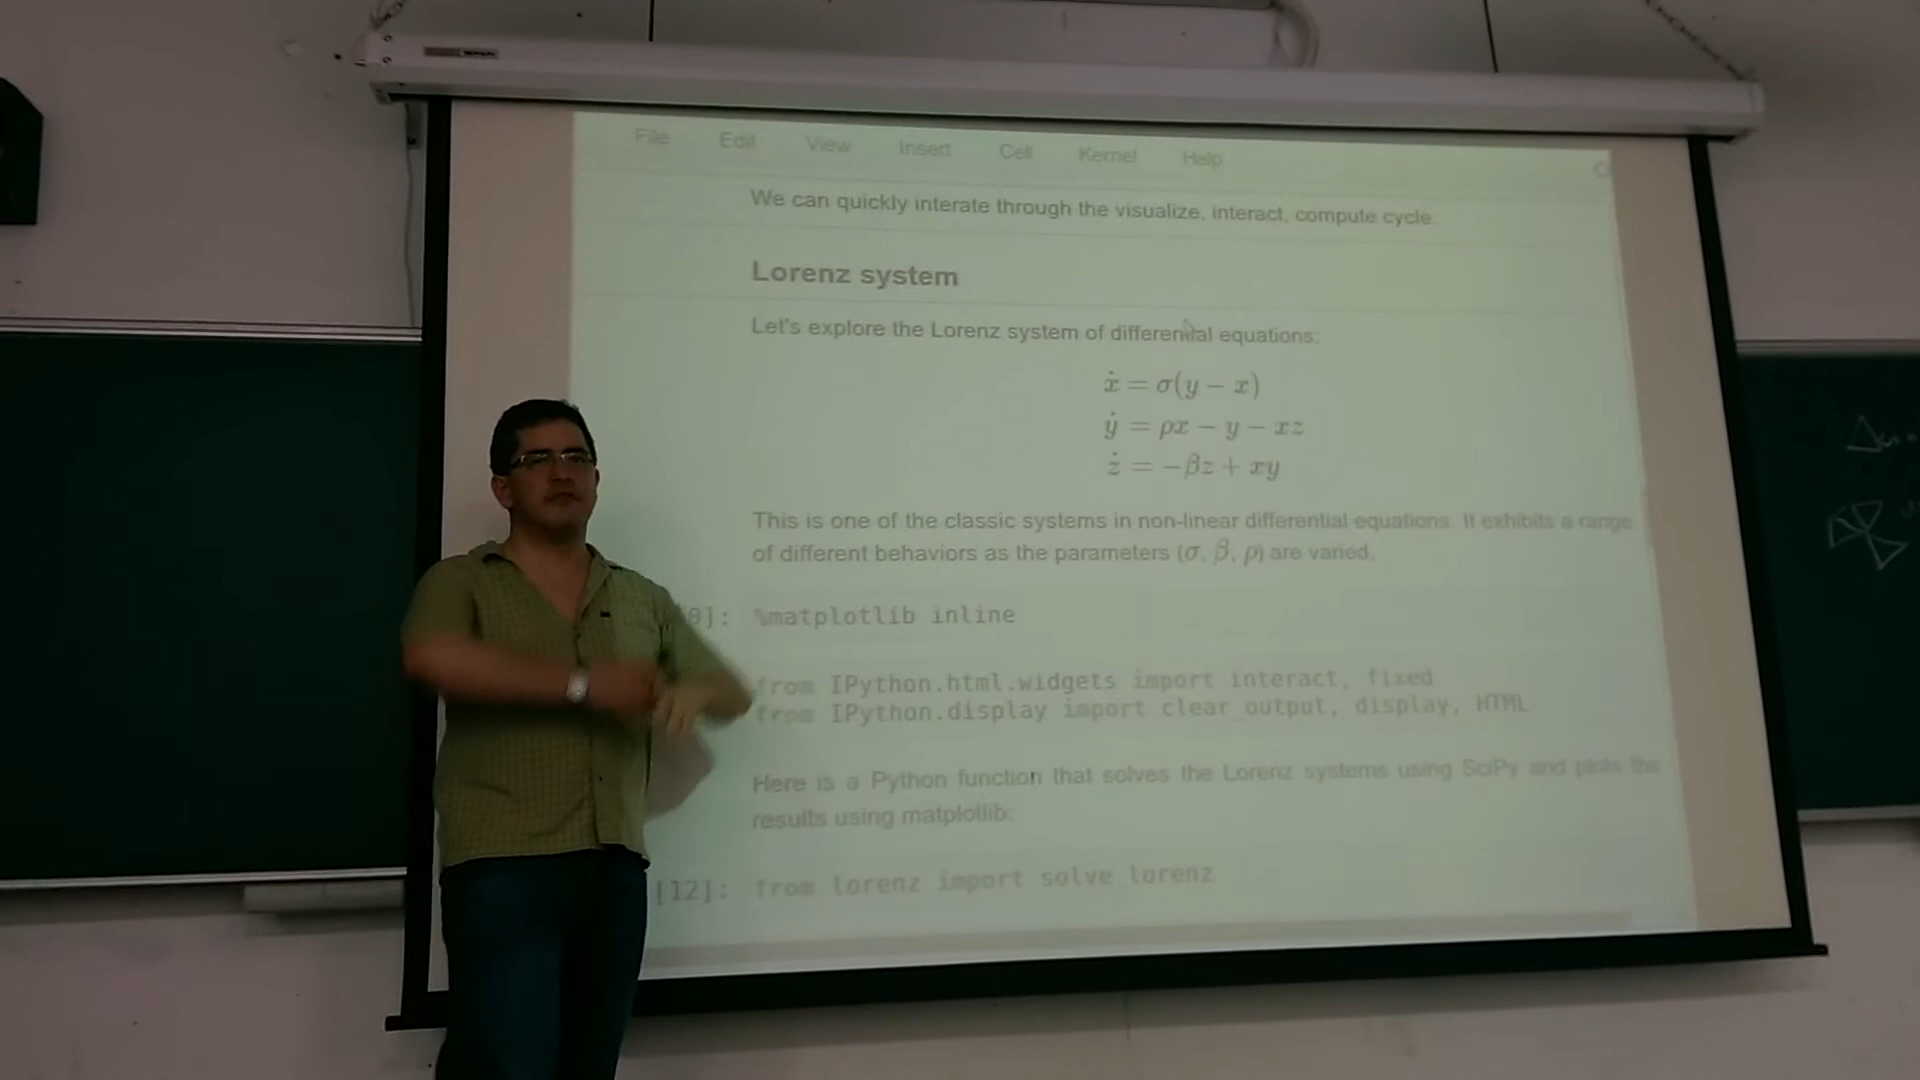 File Edit View Insert Cell Kernel Help
We can quickly interate through the visualize, interact, compute cycle.
Lorenz system
Let's explore the Lorenz system of differential equations:
ẋ = σ(y − x)
ẏ = ρx − y − xz
ż = −βz + xy
This is one of the classic systems in non-linear differential equations. It exhibits a range
of different behaviors as the parameters (σ, β, ρ) are varied.
]: %matplotlib inline
from IPython.html.widgets import interact, fixed
from IPython.display import clear_output, display, HTML
Here is a Python function that solves the Lorenz systems using SciPy and plots the
results using matplotlib:
[12]: from lorenz import solve_lorenz